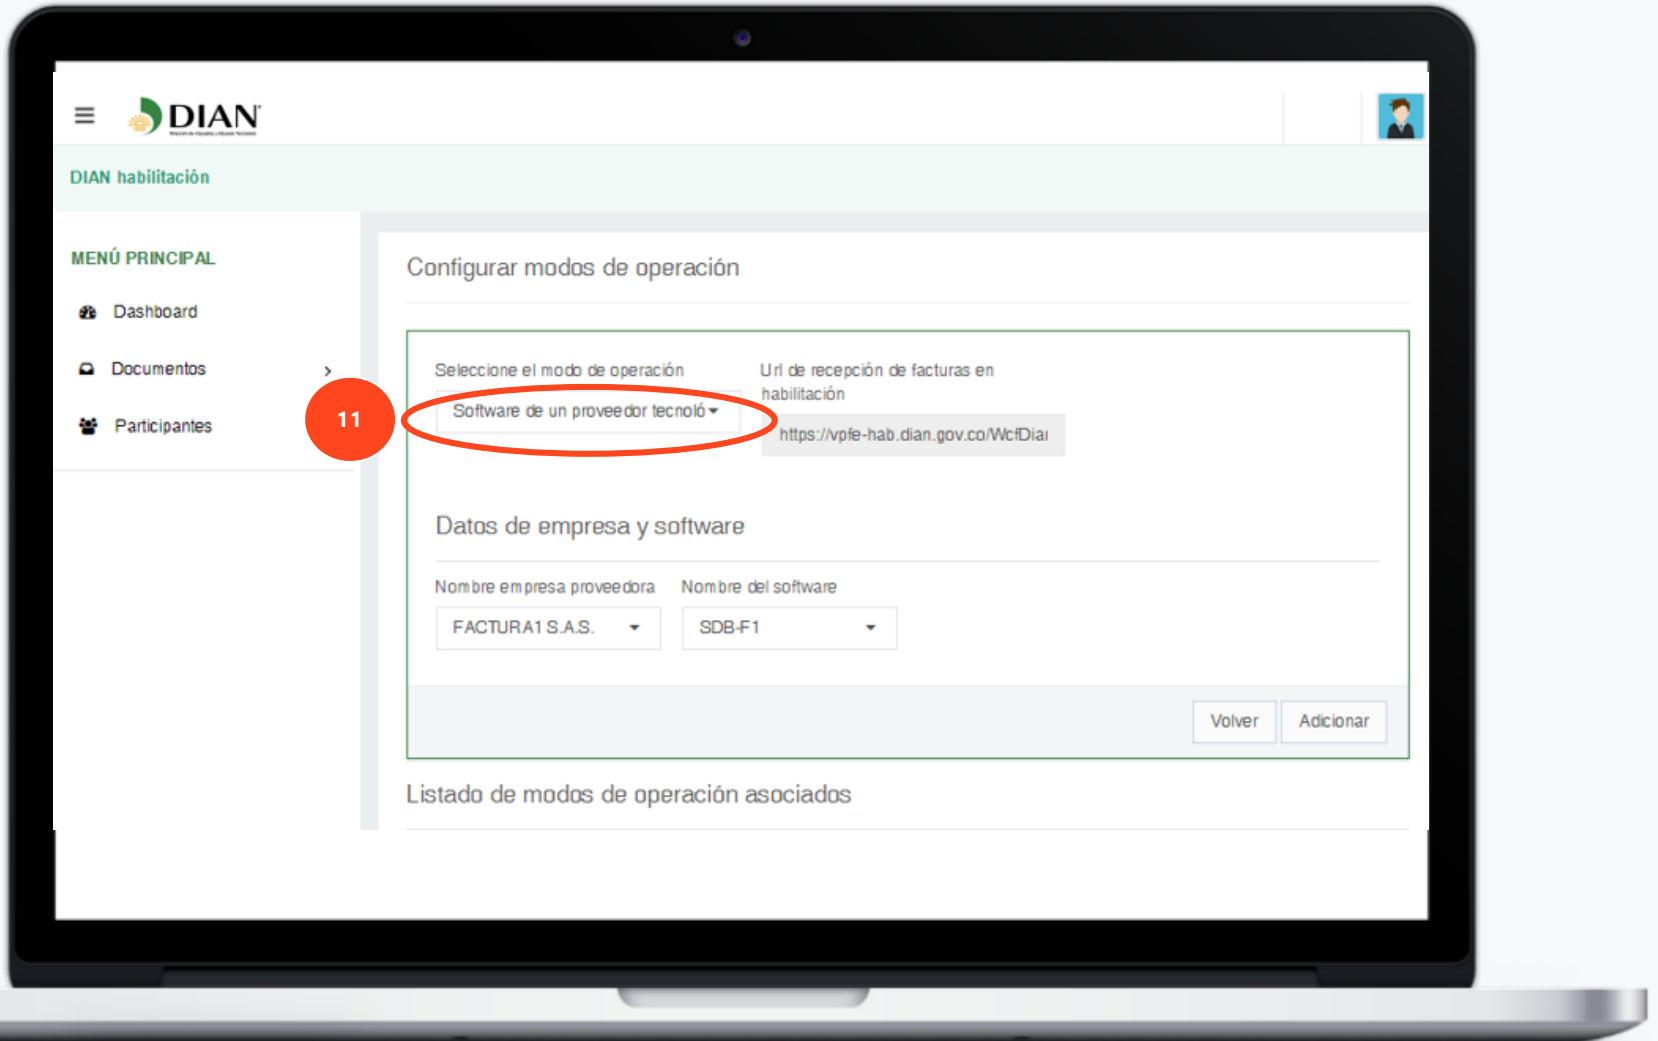 DIAN
DIAN habilitación
MENÚ PRINCIPAL
Dashboard
Documentos
Participantes
11
Configurar modos de operación
Seleccione el modo de operación
Software de un proveedor tecnoló
Url de recepción de facturas en
habilitación
https://vpfe-hab.dian.gov.co/WcfDia
Datos de empresa y software
Nombre empresa proveedora
FACTURA1 S.A.S.
Nombre del software
SDB-F1
Volver
Adicionar
Listado de modos de operación asociados